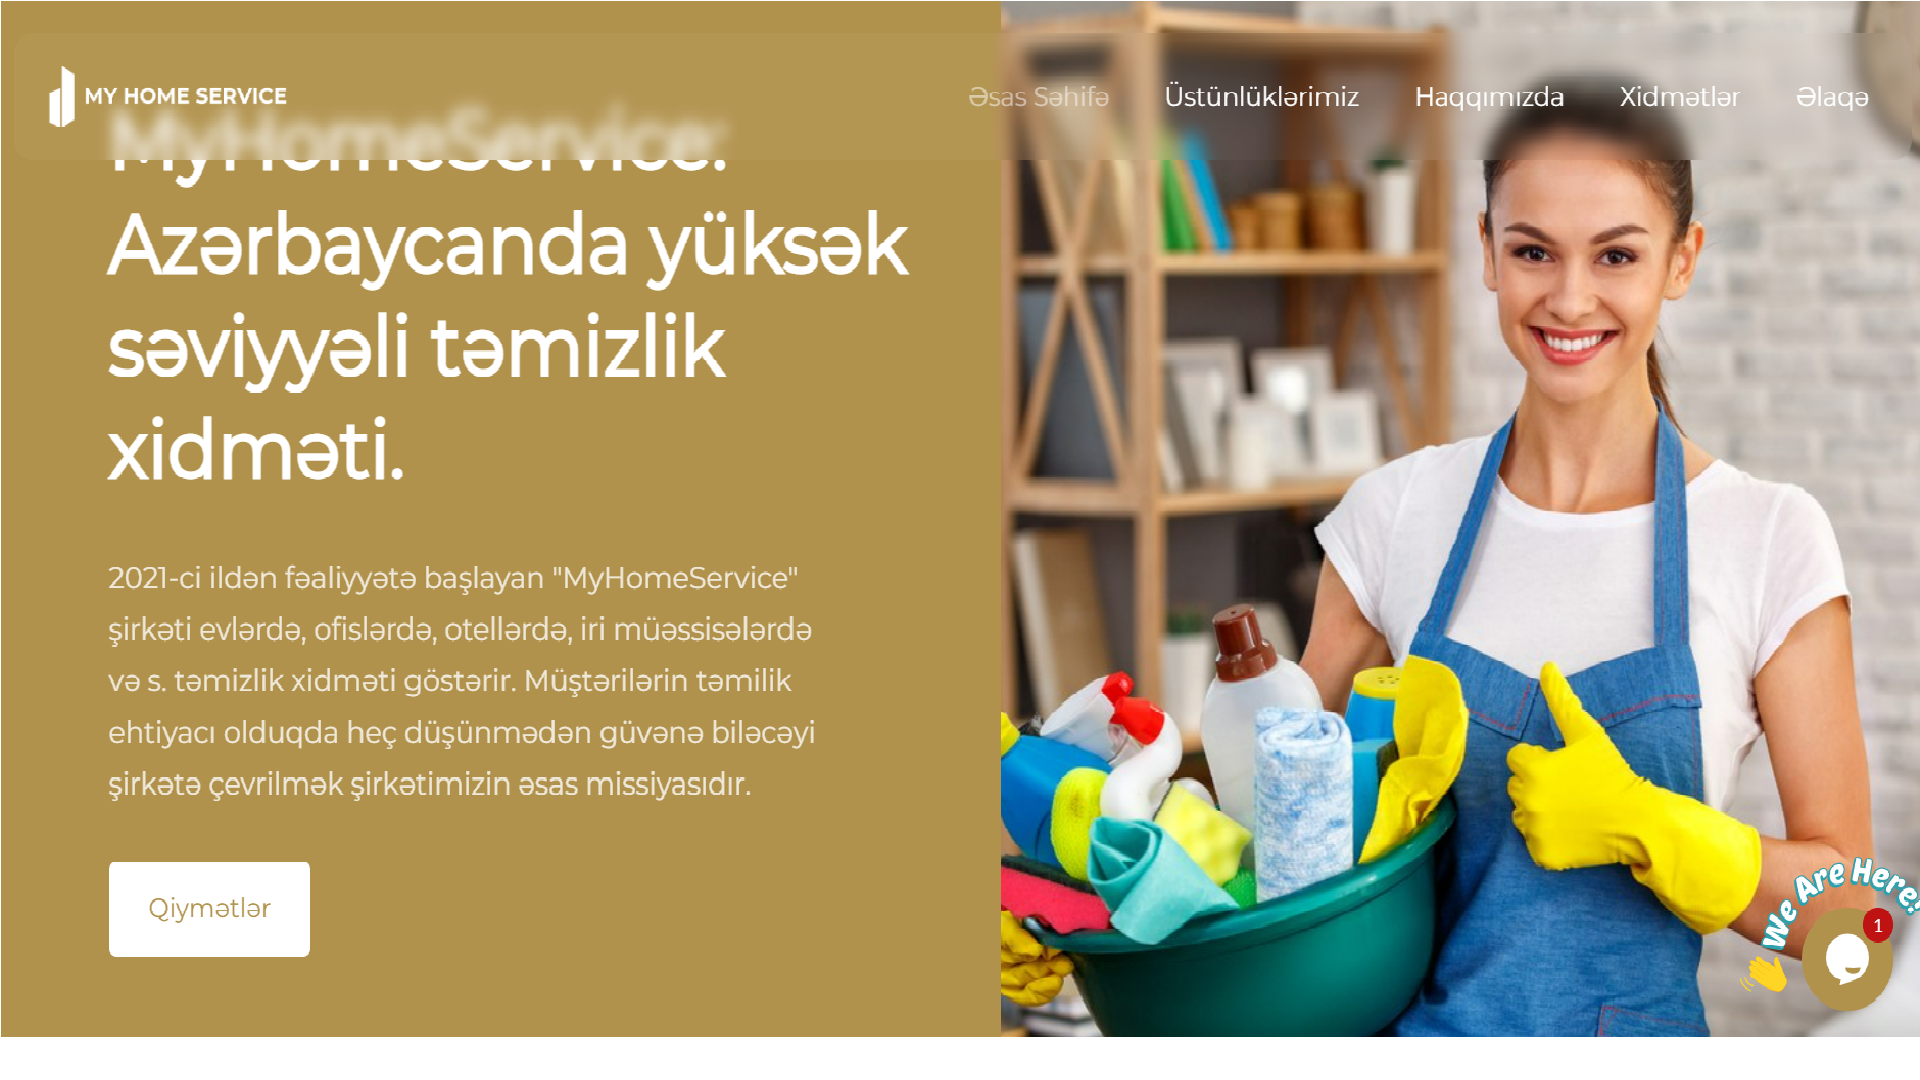 MY HOME SERVICE
Əsas Səhifə
Üstünlüklərimiz
Haqqımızda
Xidmətlər
Əlaqə
MyHomeService:
Azərbaycanda yüksək
səviyyəli təmizlik
xidməti.
2021-ci ildən fəaliyyətə başlayan "MyHomeService"
şirkəti evlərdə, ofislərdə, otellərdə, iri müəssisələrdə
və s. təmizlik xidməti göstərir. Müştərilərin təmilik
ehtiyacı olduqda heç düşünmədən güvənə biləcəyi
şirkətə çevrilmək şirkətimizin əsas missiyasıdır.
Qiymətlər
We Are Here!
1